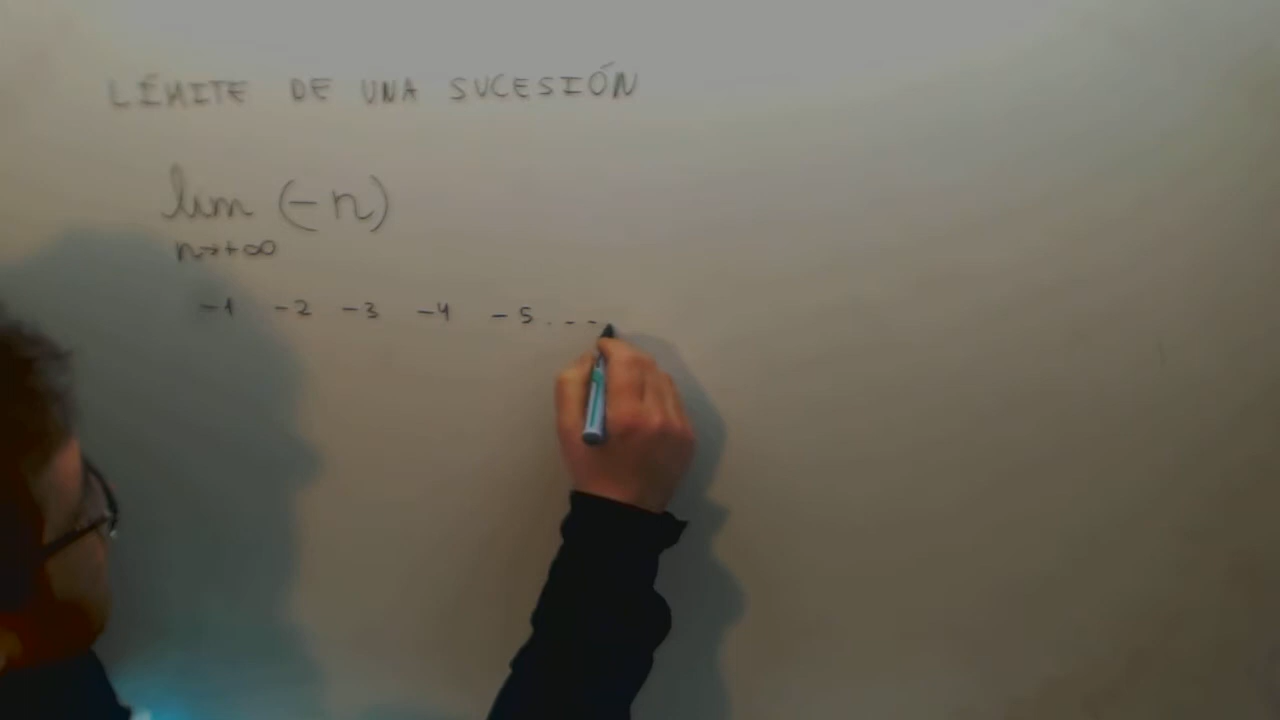 LÍMITE DE UNA SUCESIÓN
lim (-n)
n→+∞
-1 -2 -3 -4 -5 . - - -